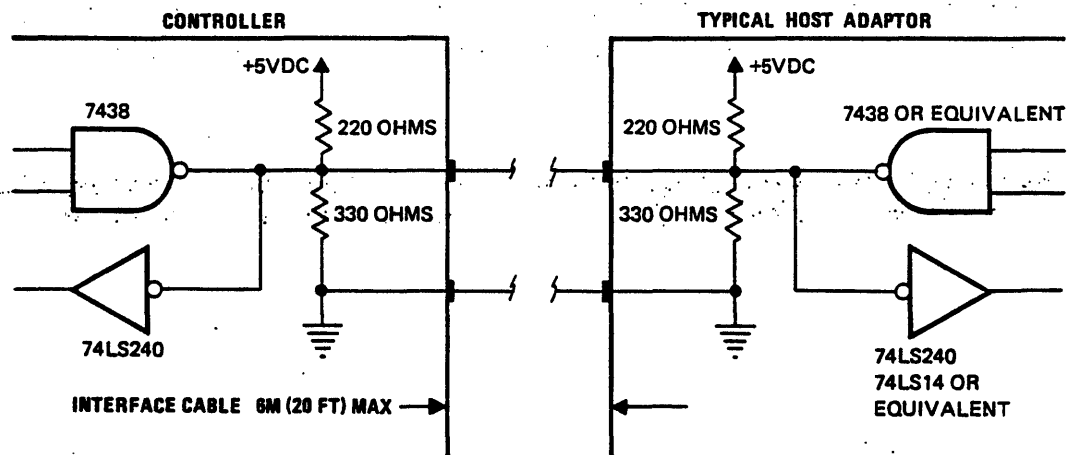 CONTROLLER
TYPICAL HOST ADAPTOR
+5VDC
+5VDC
7438
7438 OR EQUIVALENT
220 OHMS
220 OHMS
330 OHMS
330 OHMS
74LS240
74LS240
74LS14 OR
EQUIVALENT
INTERFACE CABLE 6M (20 FT) MAX